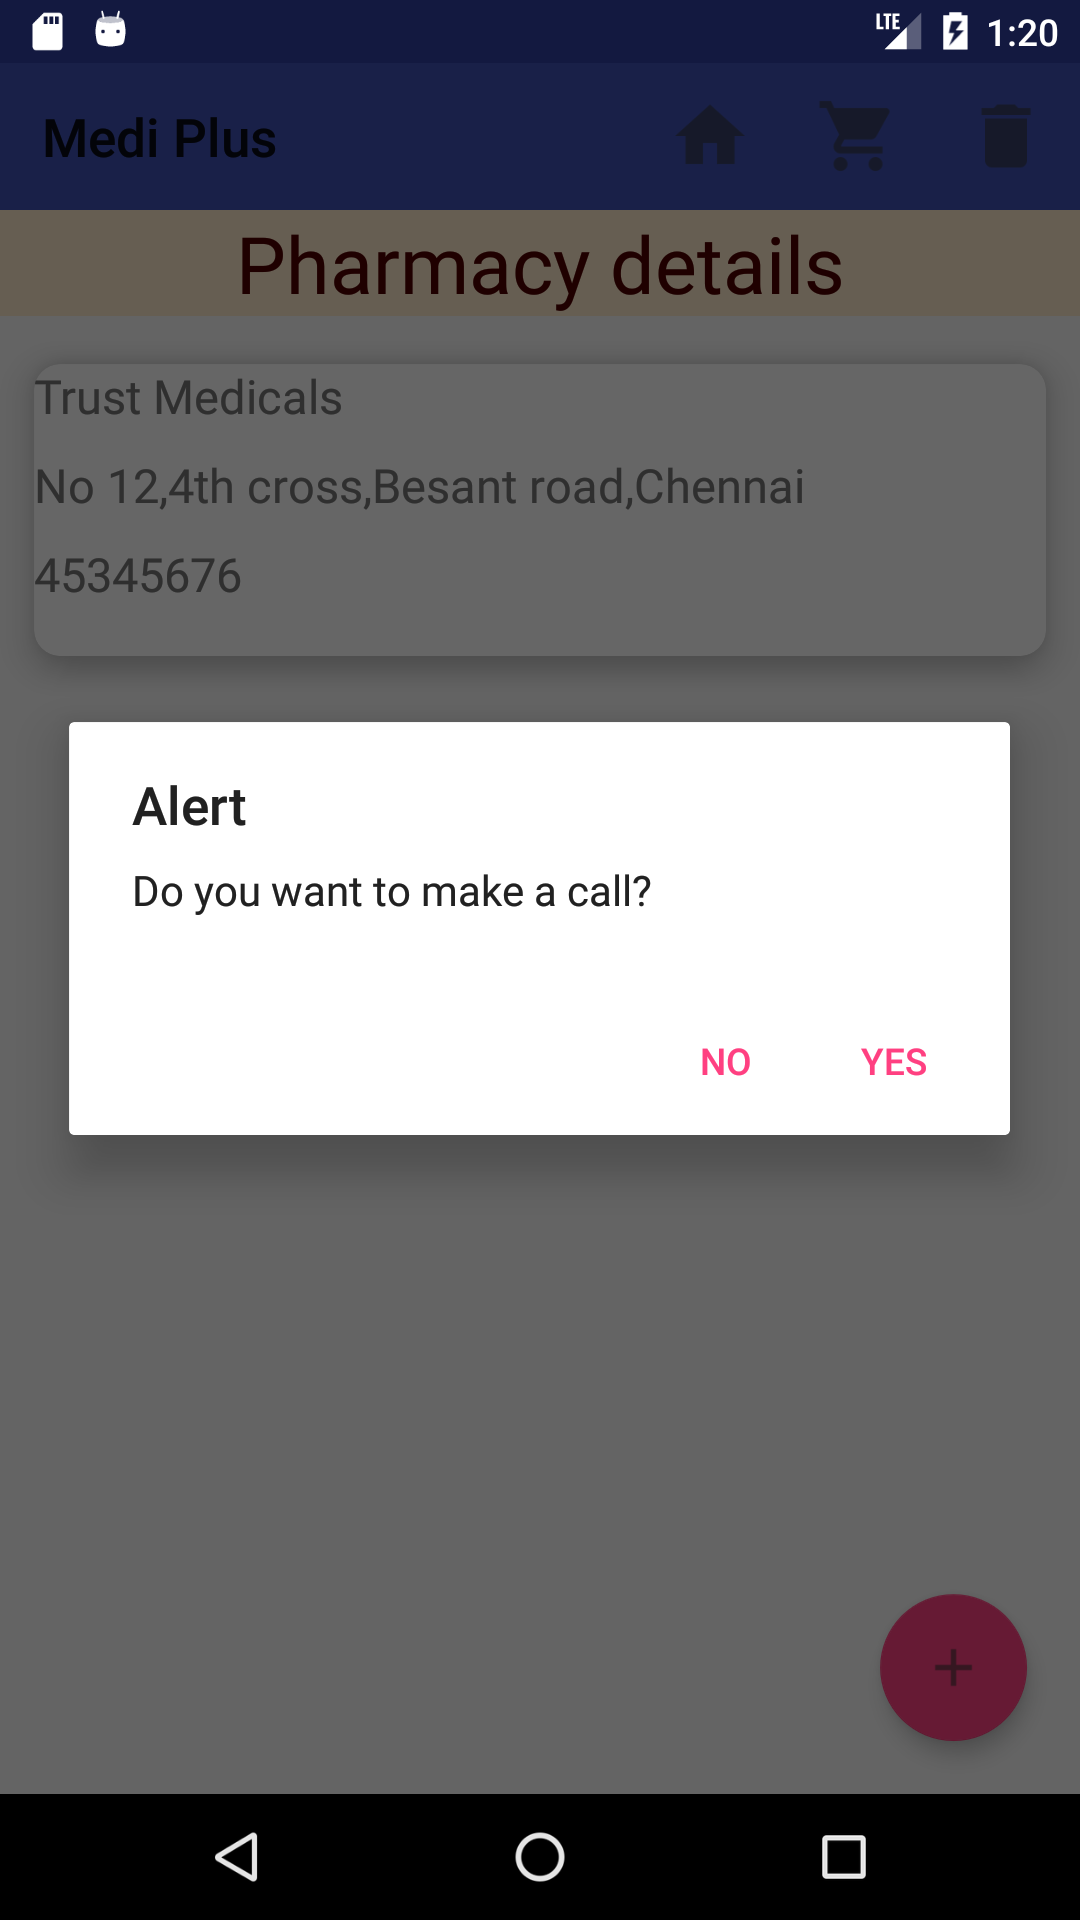 LTE 1:20
Medi Plus
Pharmacy details
Trust Medicals
No 12,4th cross,Besant road,Chennai
45345676
Alert
Do you want to make a call?
NO YES